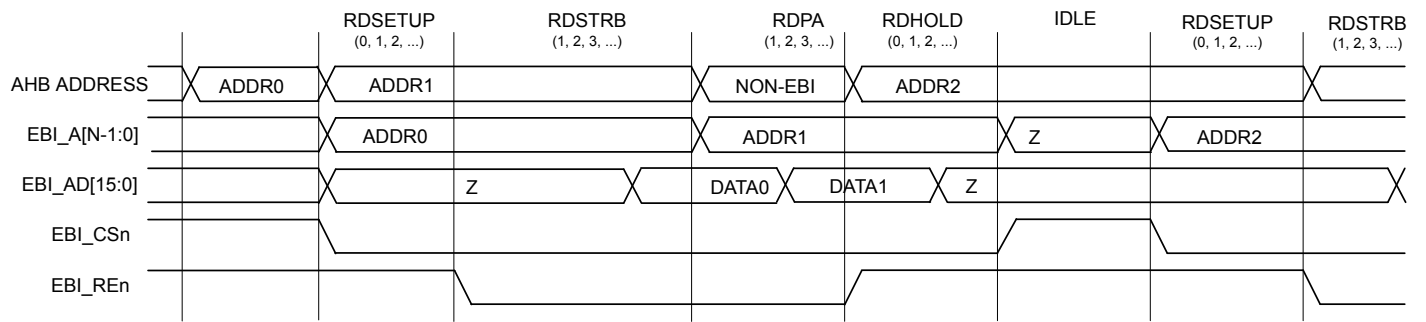 RDSETUP RDSTRB RDPA RDHOLD IDLE RDSETUP RDSTRB
(0, 1, 2, ...) (1, 2, 3, ...) (1, 2, 3, ...) (0, 1, 2, ...) (0, 1, 2, ...) (1, 2, 3, ...)
AHB ADDRESS ADDR0 ADDR1 NON-EBI ADDR2
EBI_A[N-1:0] ADDR0 ADDR1 Z ADDR2
EBI_AD[15:0] Z DATA0 DATA1 Z
EBI_CSn
EBI_REn